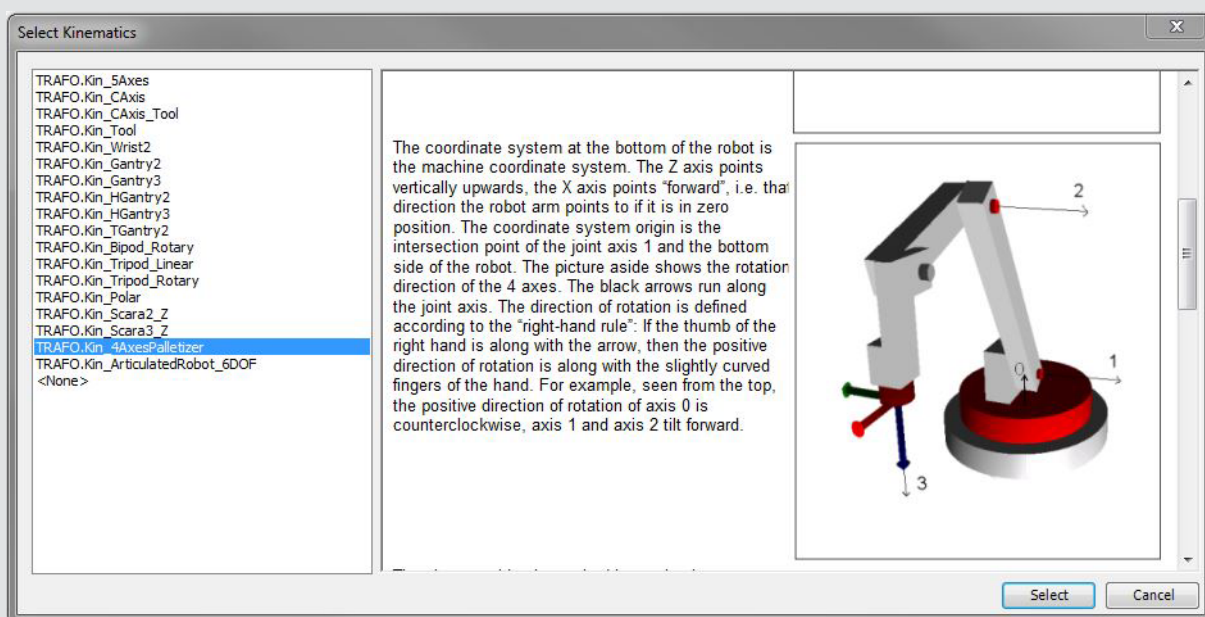 Select Kinematics
X
TRAFO.Kin_5Axes
TRAFO.Kin_CAxis
TRAFO.Kin_CAxis_Tool
TRAFO.Kin_Tool
TRAFO.Kin_Wrist2
TRAFO.Kin_Gantry2
TRAFO.Kin_Gantry3
TRAFO.Kin_HGantry2
TRAFO.Kin_HGantry3
TRAFO.Kin_TGantry2
TRAFO.Kin_Bipod_Rotary
TRAFO.Kin_Tripod_Linear
TRAFO.Kin_Tripod_Rotary
TRAFO.Kin_Polar
TRAFO.Kin_Scara2_Z
TRAFO.Kin_Scara3_Z
TRAFO.Kin_4AxesPalletizer
TRAFO.Kin_ArticulatedRobot_6DOF
<None>
The coordinate system at the bottom of the robot is
the machine coordinate system. The Z axis points
vertically upwards, the X axis points “forward”, i.e. that
direction the robot arm points to if it is in zero
position. The coordinate system origin is the
intersection point of the joint axis 1 and the bottom
side of the robot. The picture aside shows the rotation
direction of the 4 axes. The black arrows run along
the joint axis. The direction of rotation is defined
according to the “right-hand rule”: If the thumb of the
right hand is along with the arrow, then the positive
direction of rotation is along with the slightly curved
fingers of the hand. For example, seen from the top,
the positive direction of rotation of axis 0 is
counterclockwise, axis 1 and axis 2 tilt forward.
2
0
1
3
Select
Cancel